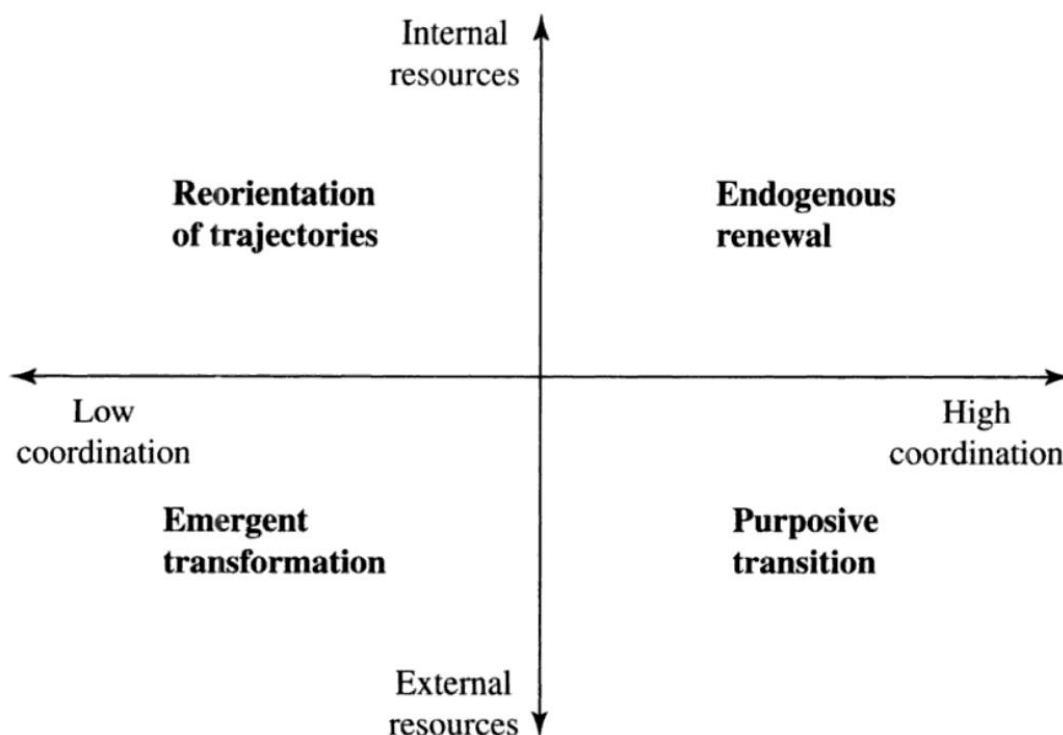 Internal
resources
Reorientation
of trajectories
Endogenous
renewal
Low
coordination
High
coordination
Emergent
transformation
Purposive
transition
External
resources